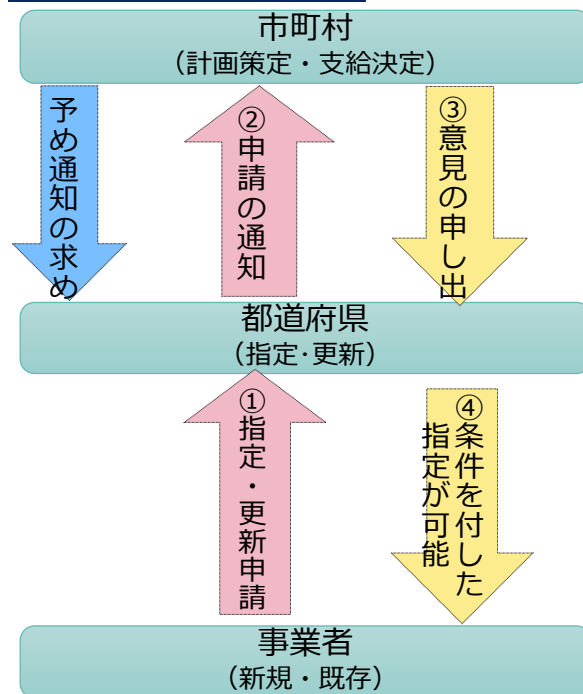 市町村
（計画策定・支給決定）
予め通知の求め
②申請の通知
③意見の申し出
都道府県
（指定・更新）
①指定・更新申請
④条件を付した
指定が可能
事業者
（新規・既存）